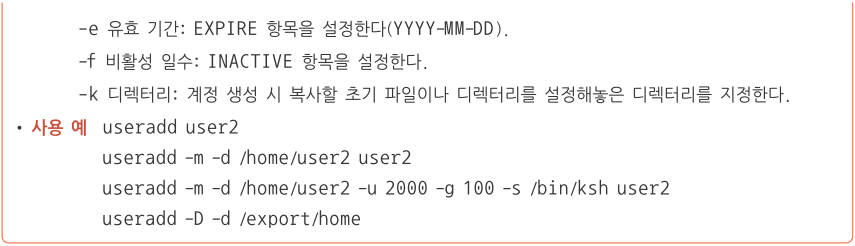 -e 유효 기간: EXPIRE 항목을 설정한다(YYYY-MM-DD).
-f 비활성 일수: INACTIVE 항목을 설정한다.
-k 디렉터리: 계정 생성 시 복사할 초기 파일이나 디렉터리를 설정해놓은 디렉터리를 지정한다.
• 사용 예 useradd user2
useradd -m -d /home/user2 user2
useradd -m -d /home/user2 -u 2000 -g 100 -s /bin/ksh user2
useradd -D -d /export/home